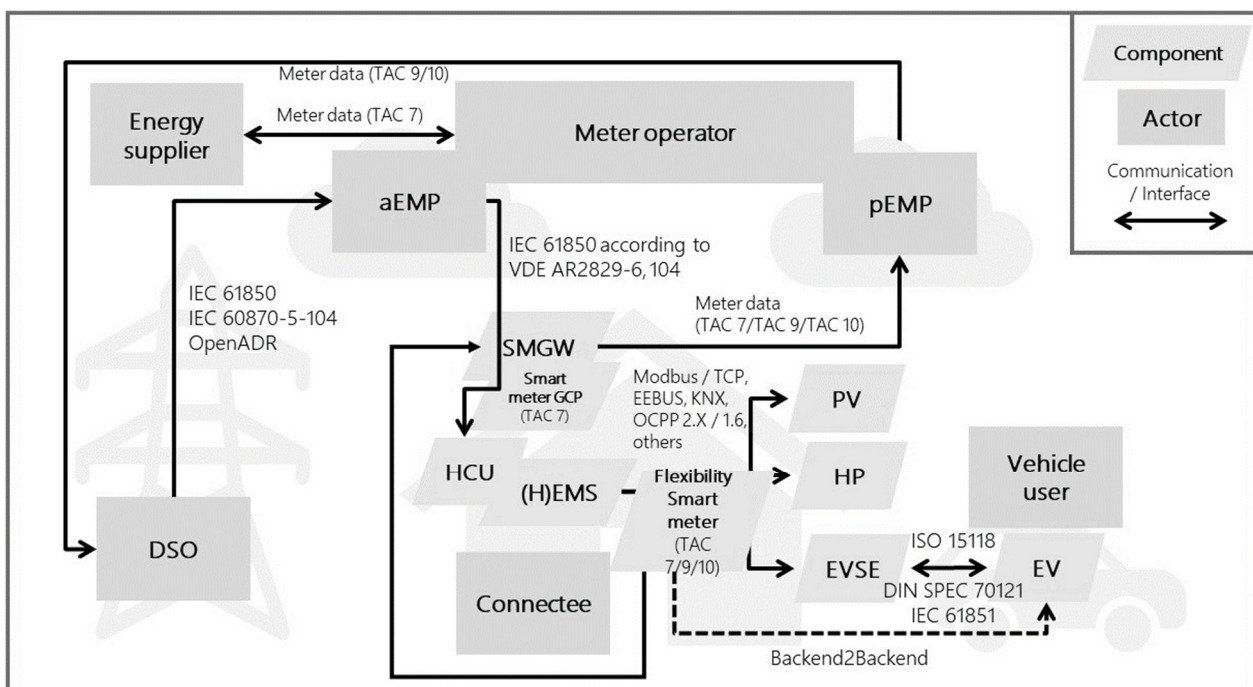 Component
Actor
Communication
/ Interface
Meter data (TAC 9/10)
Meter data (TAC 7)
Energy
supplier
Meter operator
aEMP
pEMP
IEC 61850 according to
VDE AR2829-6, 104
IEC 61850
IEC 60870-5-104
OpenADR
Meter data
(TAC 7/TAC 9/TAC 10)
SMGW
Smart
meter GCP
(TAC 7)
Modbus / TCP,
EEBUS, KNX,
OCPP 2.X / 1.6,
others
PV
HCU
(H)EMS
Flexibility
Smart
meter
(TAC
7/9/10)
HP
Vehicle
user
DSO
Connectee
EVSE
ISO 15118
DIN SPEC 70121
IEC 61851
EV
Backend2Backend